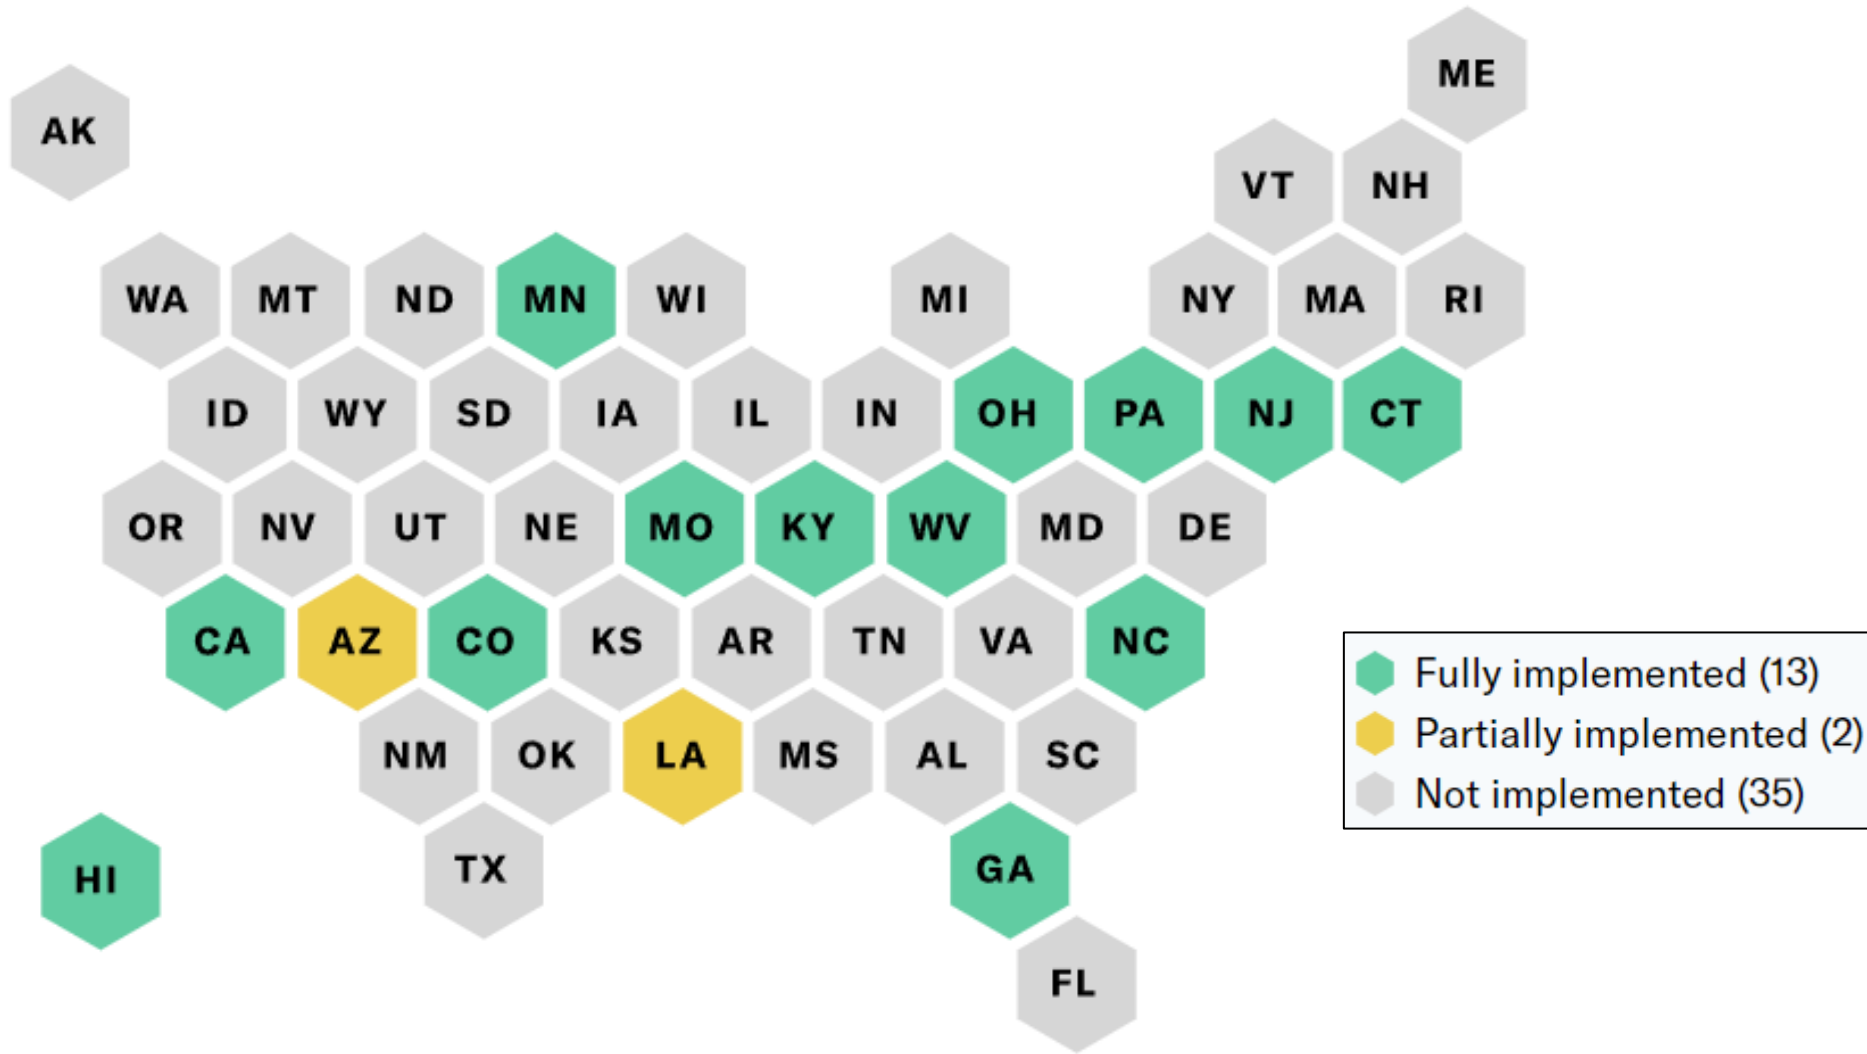 ME
AK
VT NH
WA MT ND MN WI MI NY MA RI
ID WY SD IA IL IN OH PA NJ CT
OR NV UT NE MO KY WV MD DE
CA AZ CO KS AR TN VA NC
NM OK LA MS AL SC
HI TX GA
FL
Fully implemented (13)
Partially implemented (2)
Not implemented (35)